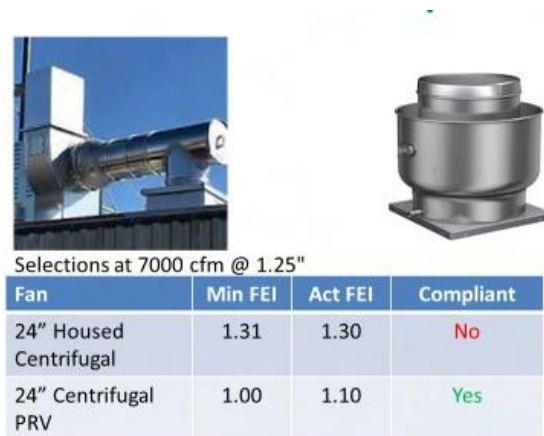 Selections at 7000 cfm @ 1.25"
Fan Min FEI Act FEI Compliant
24” Housed 1.31 1.30 No
Centrifugal
24” Centrifugal 1.00 1.10 Yes
PRV